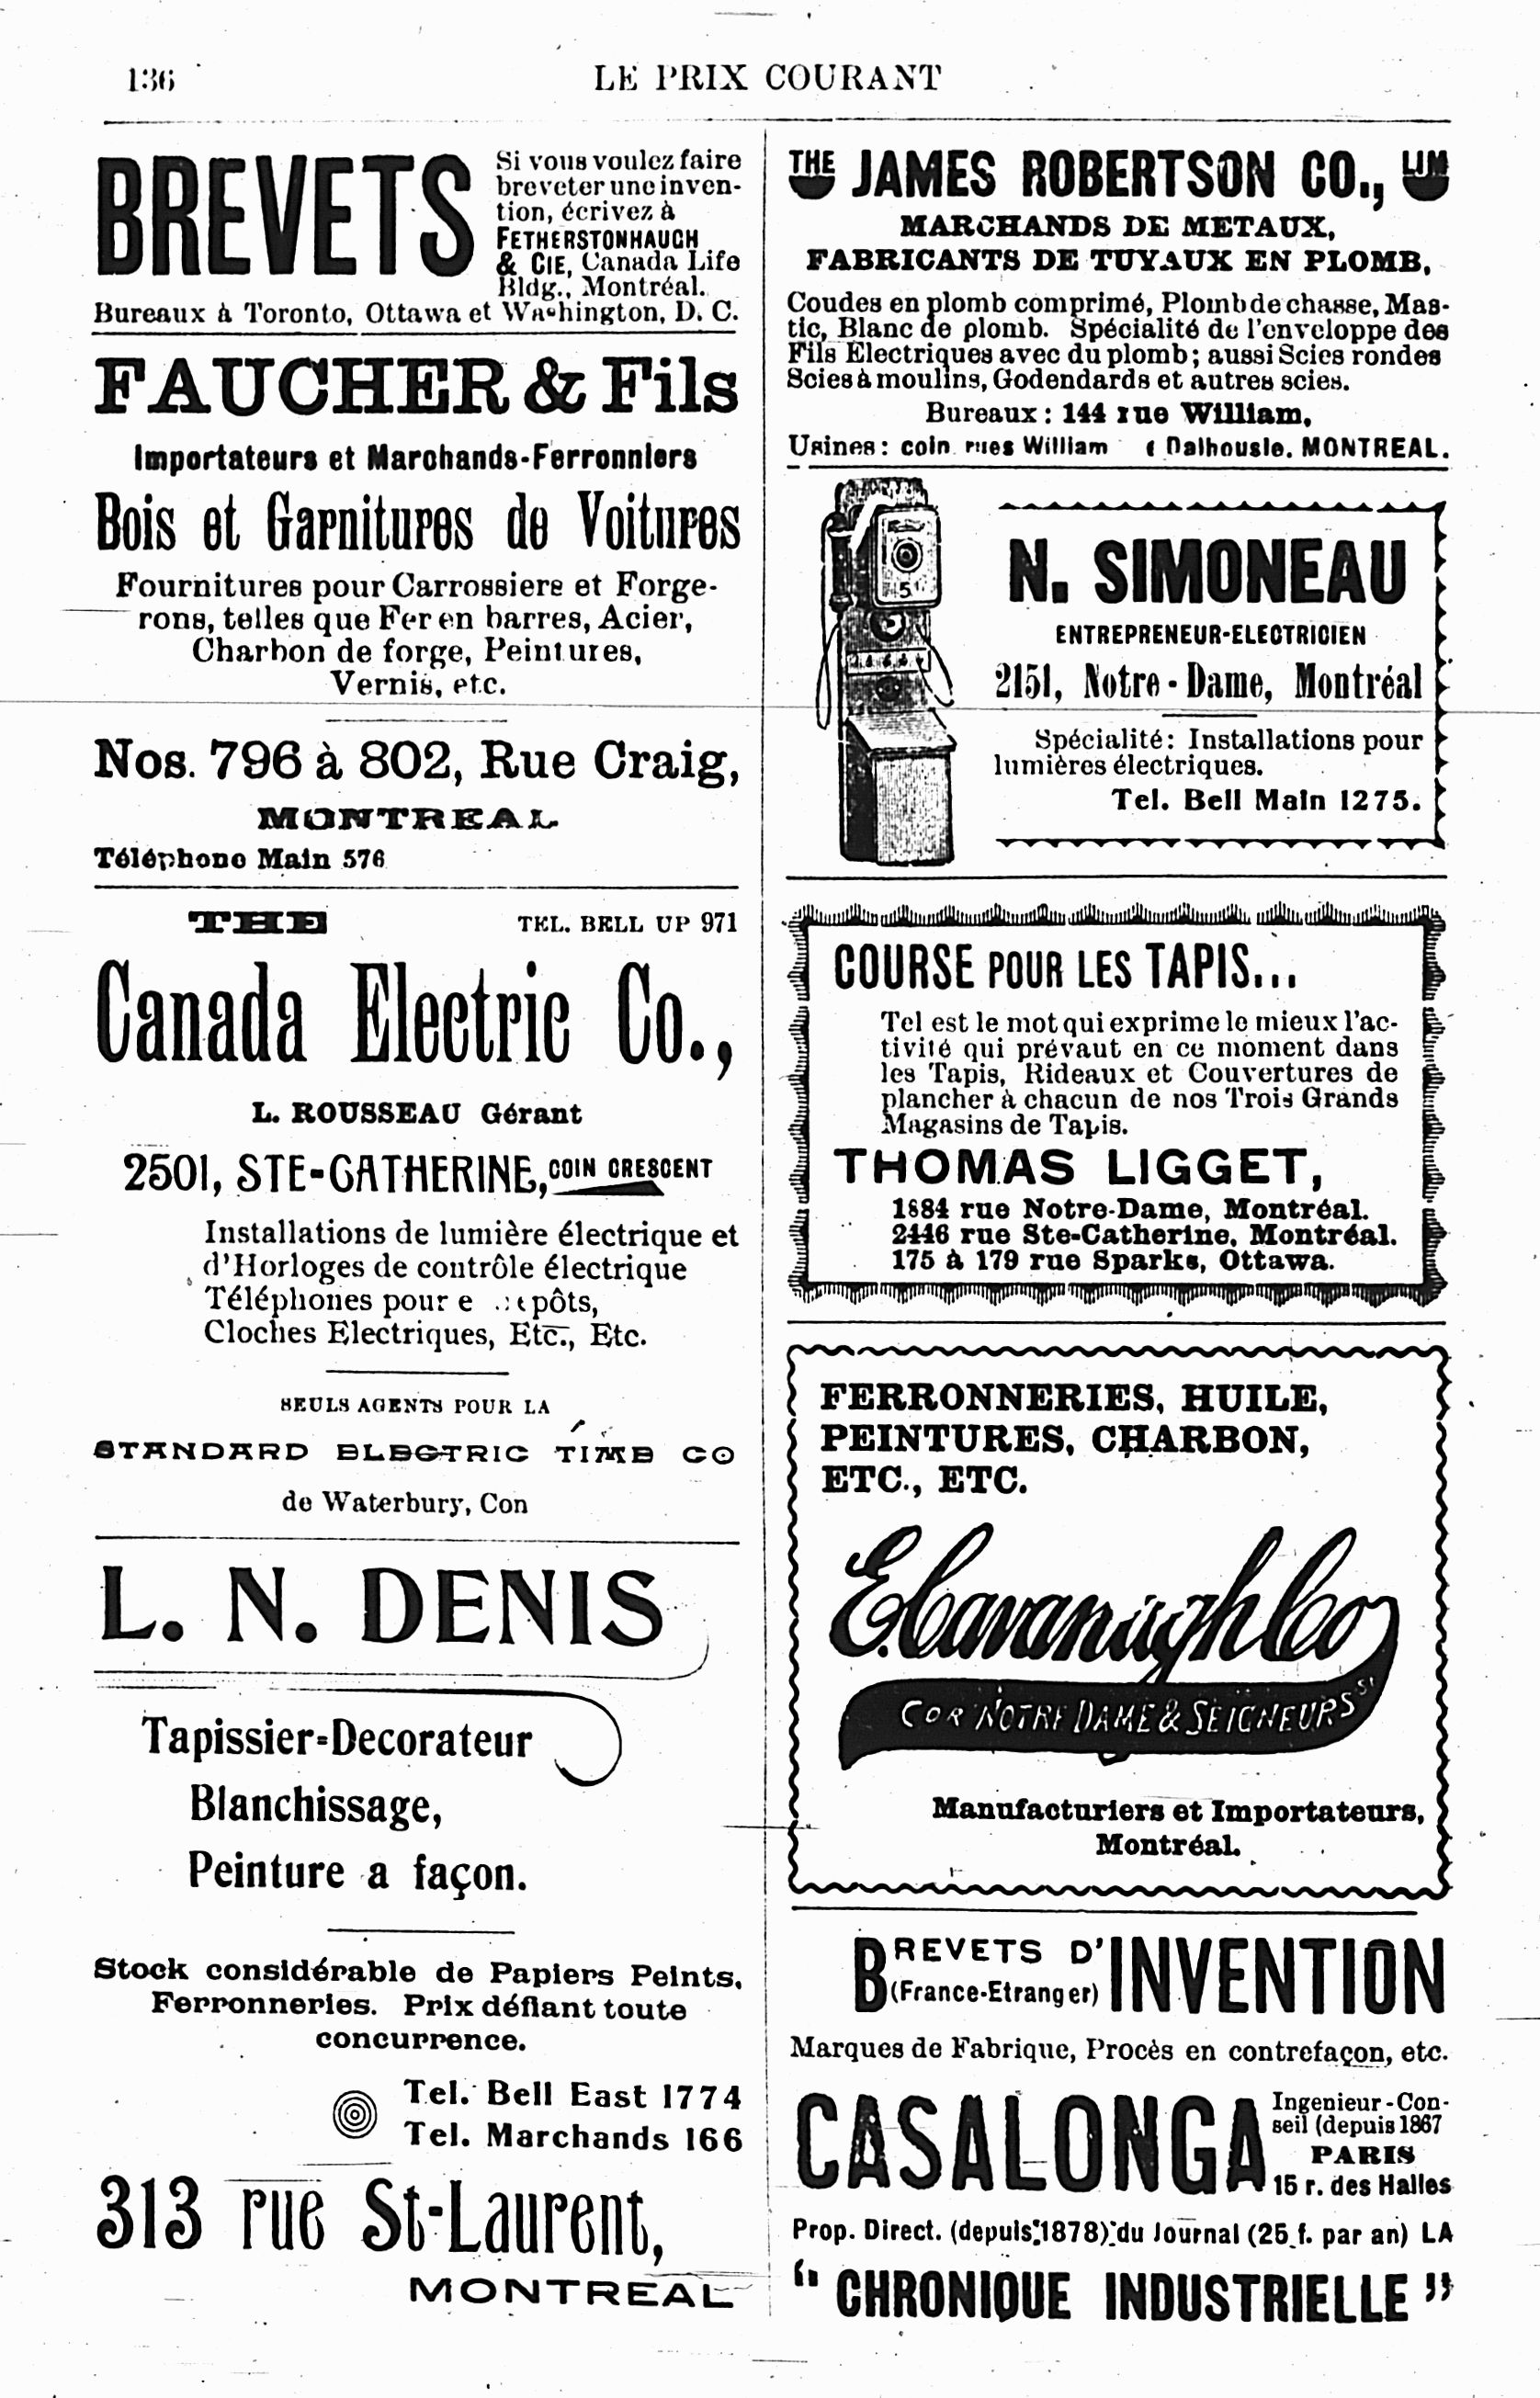 136
LE PRIX COURANT
BREVETS
Si vous voulez faire
breveter une inven-
tion, écrivez à
FETHERSTONHAUGH
& CIE, Canada Life
Bldg., Montréal.
Bureaux à Toronto, Ottawa et Washington, D. C.
FAUCHER & Fils
Importateurs et Marchands-Ferronniers
Bois et Garnitures de Voitures
Fournitures pour Carrossiers et Forge-
rons, telles que Fer en barres, Acier,
Charbon de forge, Peintures,
Vernis, etc.
Nos. 796 à 802, Rue Craig,
MONTREAL
Téléphone Main 576
THE
TEL. BELL UP 971
Canada Electric Co.,
L. ROUSSEAU Gérant
2501, STE-CATHERINE, COIN CRESCENT
Installations de lumière électrique et
d'Horloges de contrôle électrique
Téléphones pour
Cloches Electriques, Etc., Etc.
SEULS AGENTS POUR LA
STANDARD ELECTRIC TIME CO
de Waterbury, Con
L. N. DENIS
Tapissier-Decorateur
Blanchissage,
Peinture a façon.
Stock considérable de Papiers Peints,
Ferronneries. Prix défiant toute
concurrence.
Tel. Bell East 1774
Tel. Marchands 166
313 rue St-Laurent,
MONTREAL
THE JAMES ROBERTSON CO., LIM
MARCHANDS DE METAUX,
FABRICANTS DE TUYAUX EN PLOMB,
Coudes en plomb comprimé, Plomb de chasse, Mas-
tic, Blanc de plomb. Spécialité de l'enveloppe des
Fils Electriques avec du plomb; aussi Scies rondes
Scies à moulins, Godendards et autres scies.
Bureaux: 144 rue William,
Usines: coin rues William Dalhousie. MONTREAL.
N. SIMONEAU
ENTREPRENEUR-ELECTRICIEN
2151, Notre-Dame, Montréal
Spécialité: Installations pour
lumières électriques.
Tel. Bell Main 1275.
COURSE POUR LES TAPIS...
Tel est le mot qui exprime le mieux l'ac-
tivité qui prévaut en ce moment dans
les Tapis, Rideaux et Couvertures de
plancher à chacun de nos Trois Grands
Magasins de Tapis.
THOMAS LIGGET,
1884 rue Notre-Dame, Montréal.
2446 rue Ste-Catherine, Montréal.
175 à 179 rue Sparks, Ottawa.
FERRONNERIES, HUILE,
PEINTURES, CHARBON,
ETC., ETC.
E. Cavanagh Co
COR NOTRE DAME & SEIGNEURS ST
Manufacturiers et Importateurs,
Montréal.
BREVETS D'INVENTION
(France-Etranger)
Marques de Fabrique, Procès en contrefaçon, etc.
CASALONGA
Ingenieur-Con-
seil (depuis 1867
PARIS
15 r. des Halles
Prop. Direct. (depuis 1878) du Journal (25 f. par an) LA
"CHRONIQUE INDUSTRIELLE"